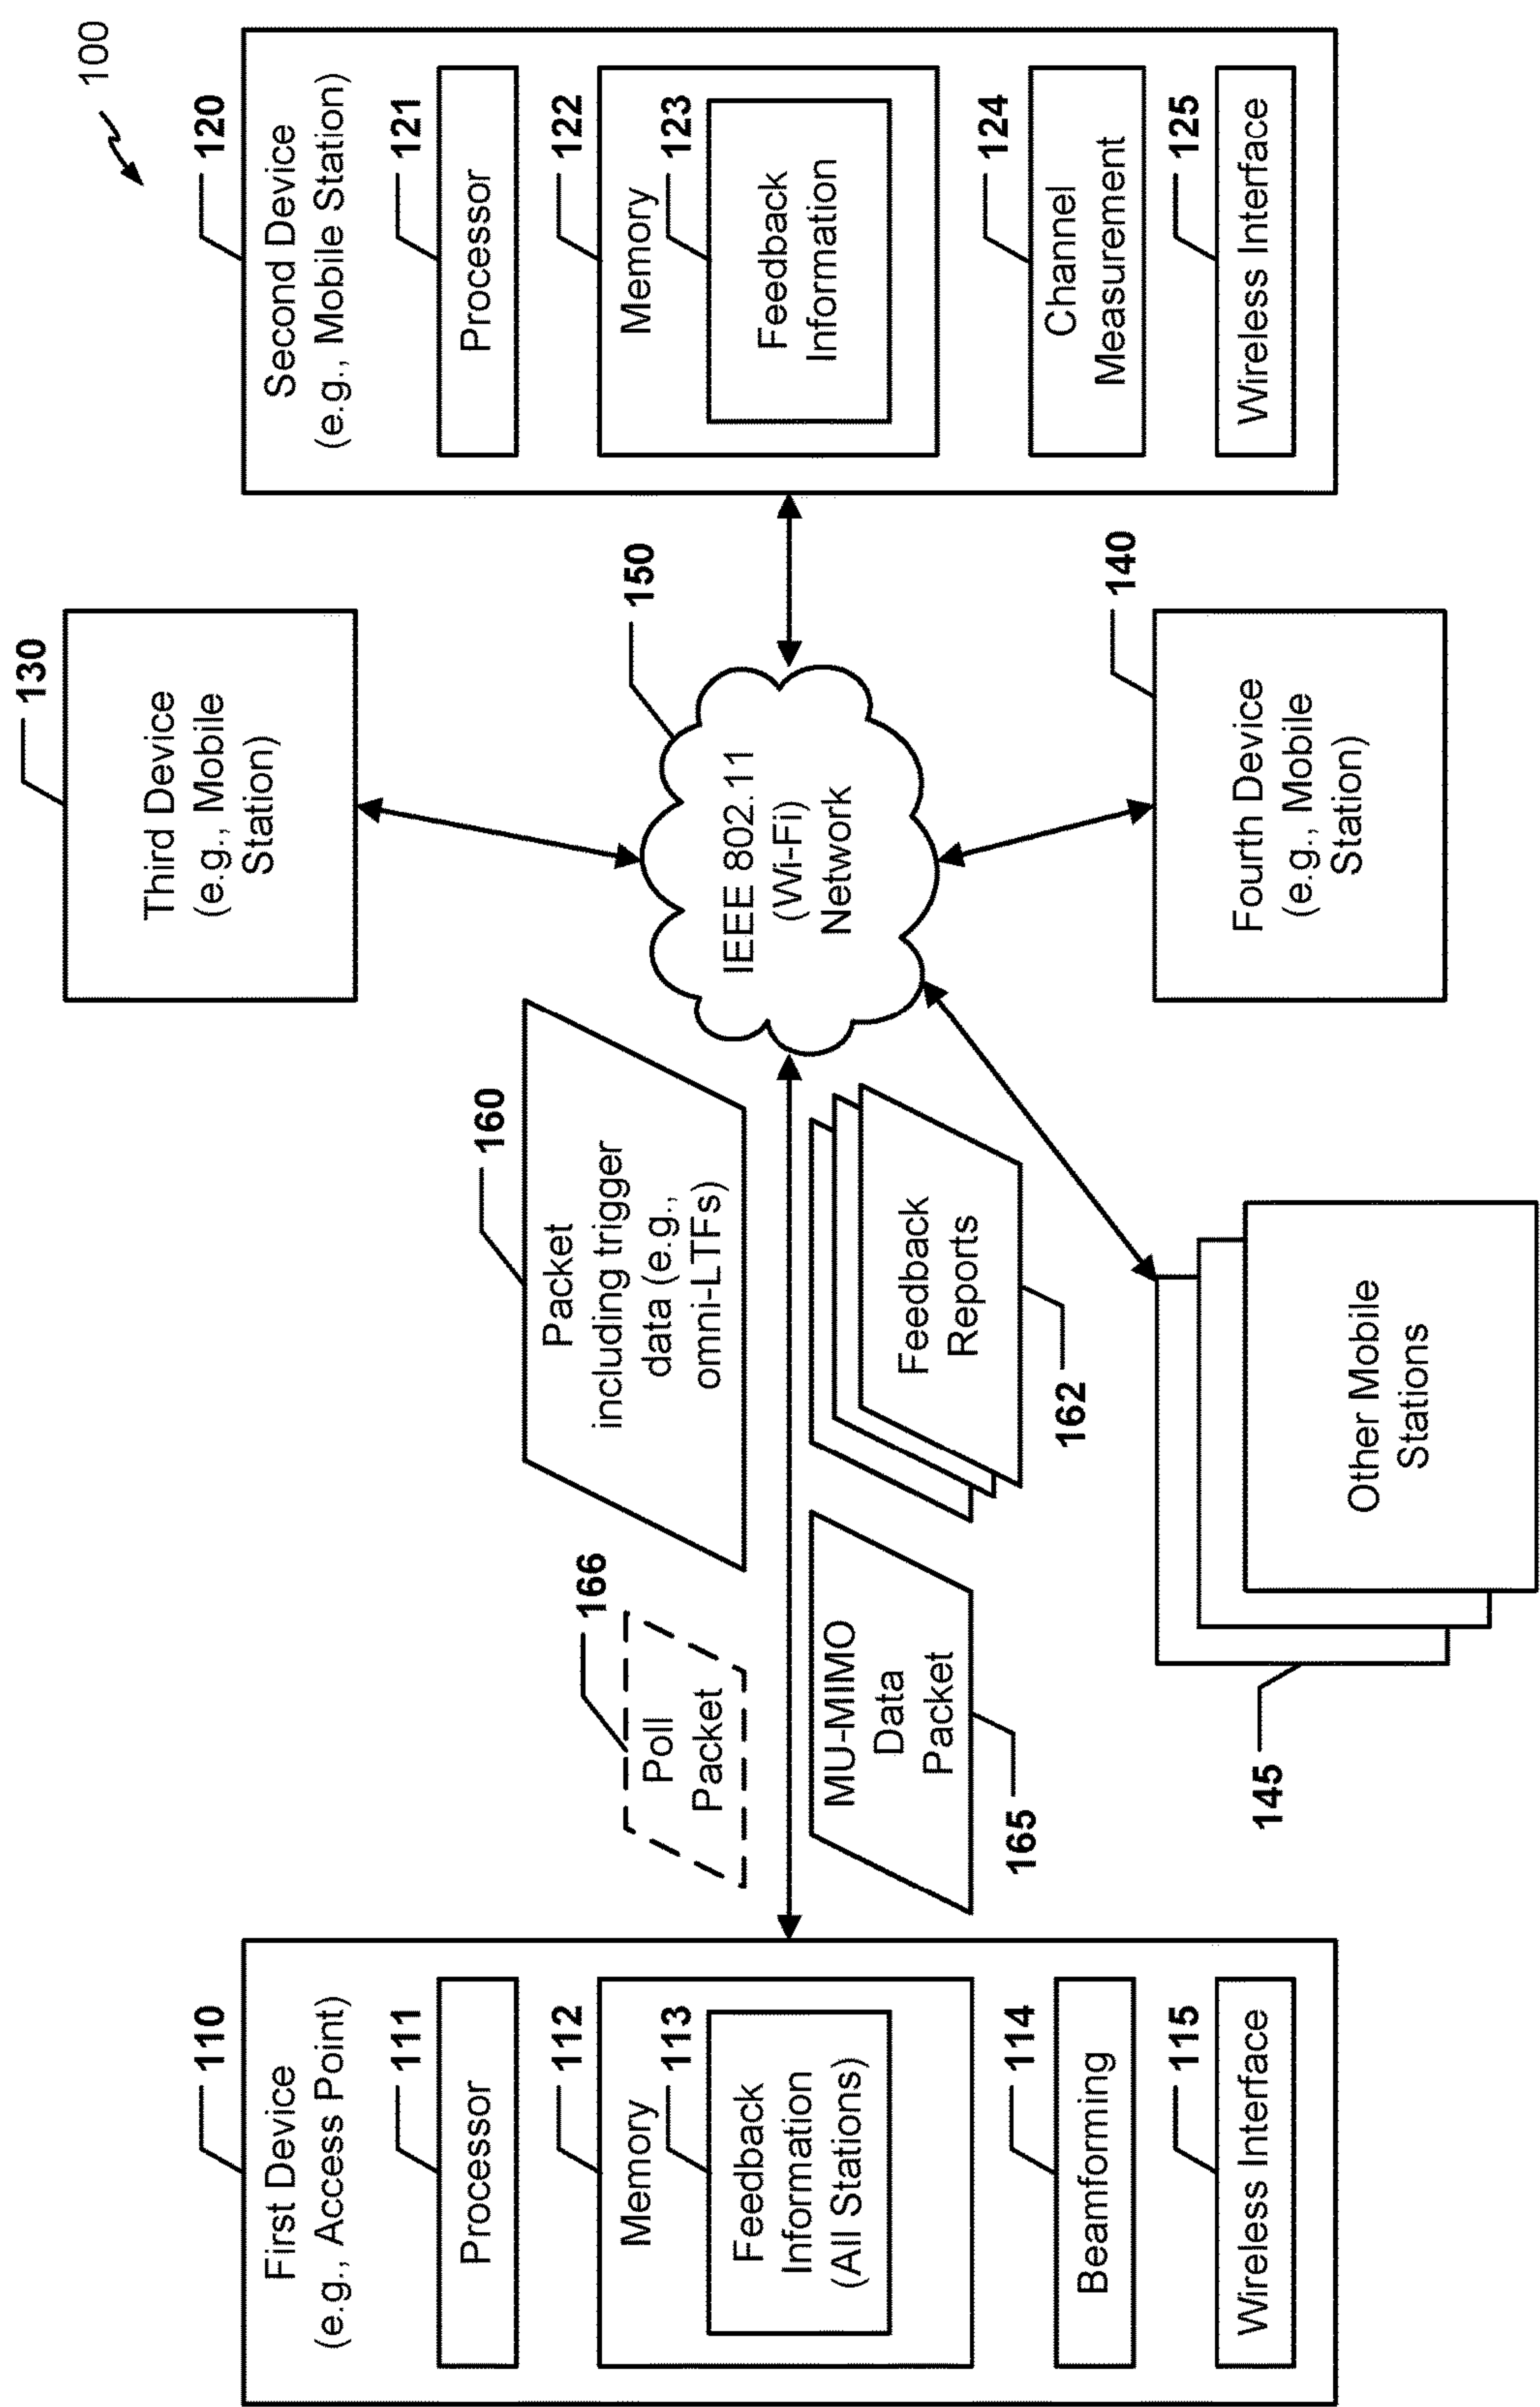 100
110
First Device
(e.g., Access Point)
111
Processor
112
Memory
113
Feedback
Information
(All Stations)
114
Beamforming
115
Wireless Interface
166
Poll
Packet
160
Packet
including trigger
data (e.g.,
omni-LTFs)
MU-MIMO
Data
Packet
165
Feedback
Reports
162
130
Third Device
(e.g., Mobile
Station)
150
IEEE 802.11
(Wi-Fi)
Network
140
Fourth Device
(e.g., Mobile
Station)
Other Mobile
Stations
145
120
Second Device
(e.g., Mobile Station)
121
Processor
122
Memory
123
Feedback
Information
124
Channel
Measurement
125
Wireless Interface